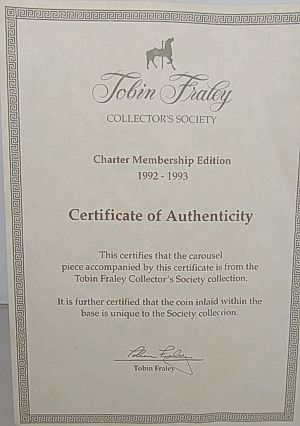 Tobin Fraley
COLLECTOR'S SOCIETY
Charter Membership Edition
1992 - 1993
Certificate of Authenticity
This certifies that the carousel
piece accompanied by this certificate is from the
Tobin Fraley Collector's Society collection.
It is further certified that the coin inlaid within the
base is unique to the Society collection.
Tobin Fraley
Tobin Fraley